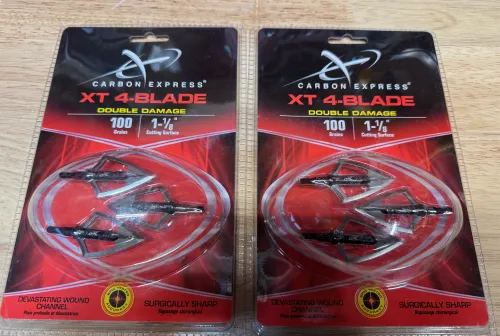 CARBON EXPRESS®
XT 4-BLADE
DOUBLE DAMAGE
100 Grains
1-1/8" Cutting Surface
DEVASTATING WOUND
CHANNEL
SURGICALLY SHARP
CARBON EXPRESS®
XT 4-BLADE
DOUBLE DAMAGE
100 Grains
1-1/8" Cutting Surface
DEVASTATING WOUND
CHANNEL
SURGICALLY SHARP